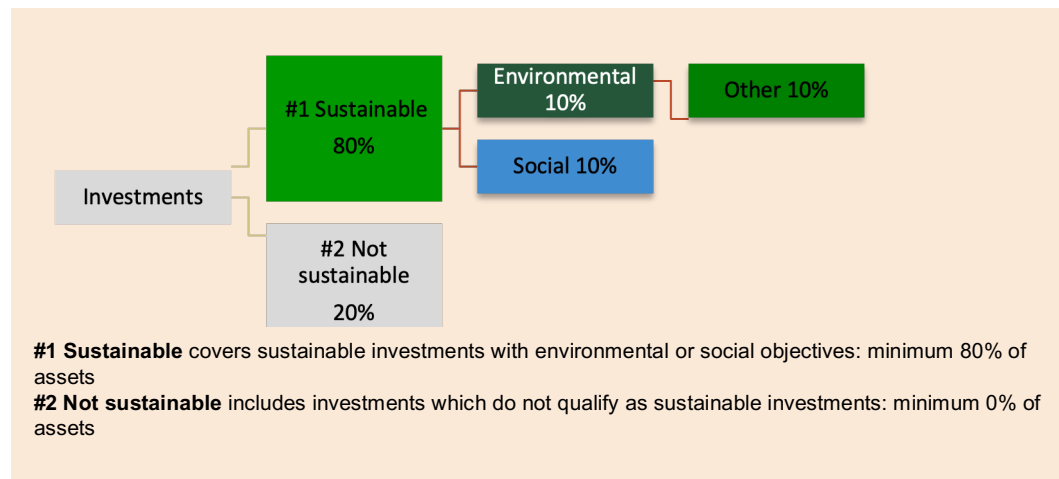 #1 Sustainable
80%
Environmental
10%
Other 10%
Social 10%
Investments
#2 Not
sustainable
20%
#1 Sustainable covers sustainable investments with environmental or social objectives: minimum 80% of
assets
#2 Not sustainable includes investments which do not qualify as sustainable investments: minimum 0% of
assets